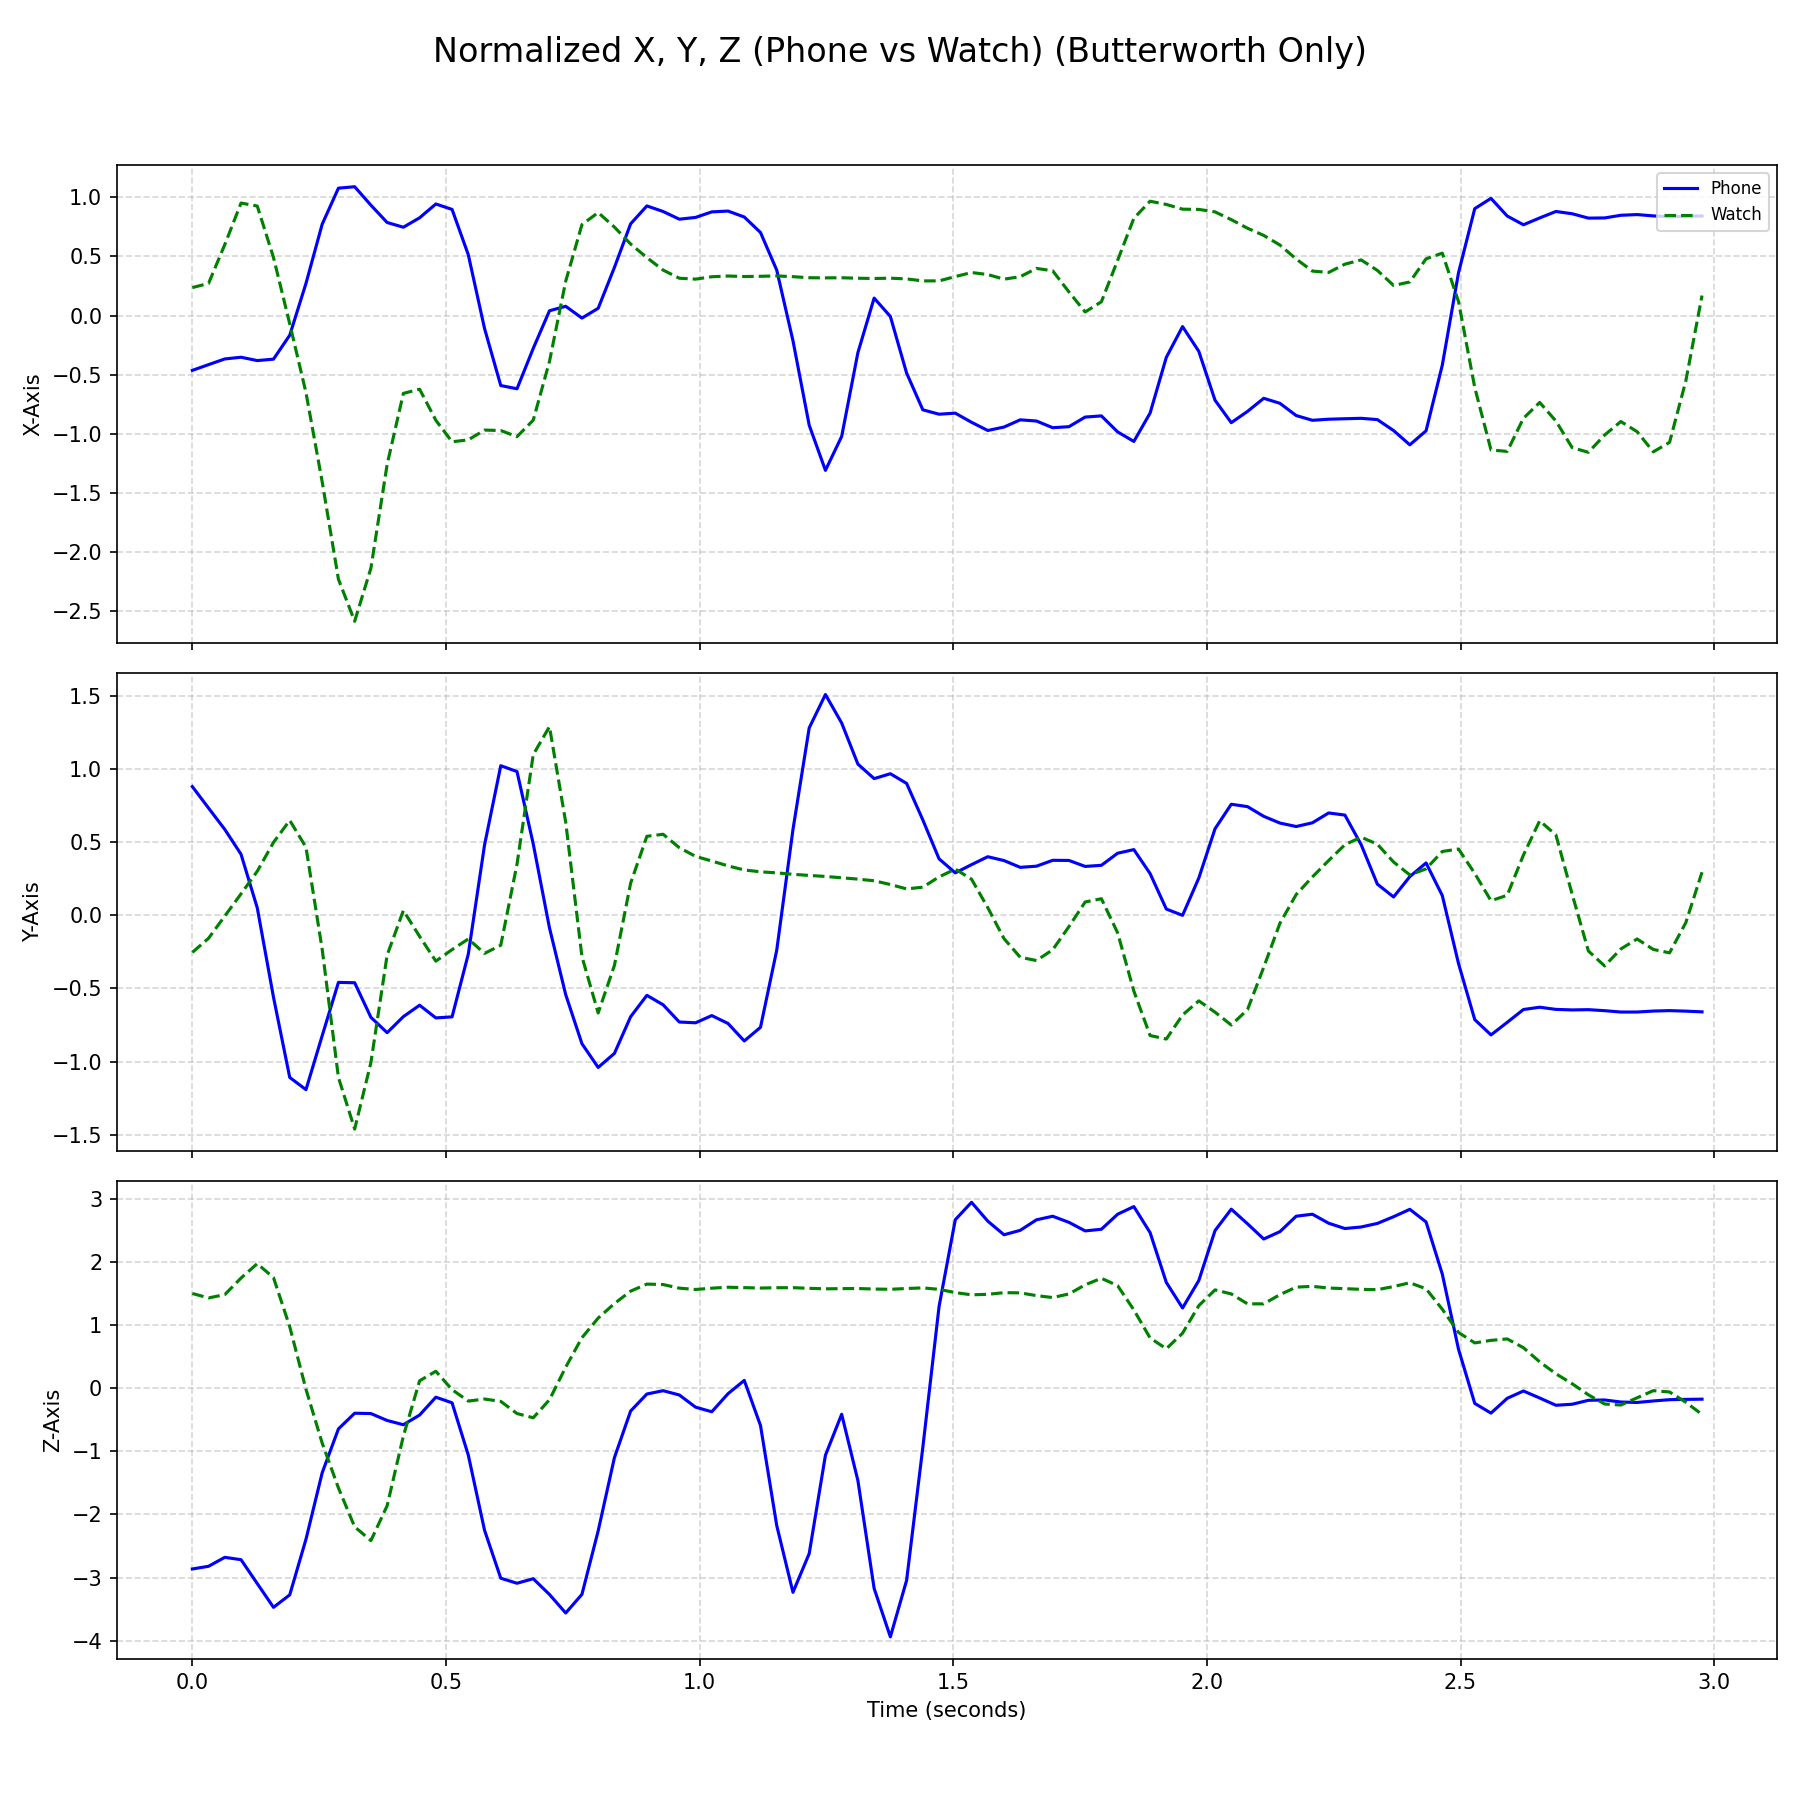 Normalized X, Y, Z (Phone vs Watch) (Butterworth Only)
Phone
Watch
1.0
0.5
0.0
−0.5
−1.0
−1.5
−2.0
−2.5
X-Axis
1.5
1.0
0.5
0.0
−0.5
−1.0
−1.5
Y-Axis
3
2
1
0
−1
−2
−3
−4
Z-Axis
0.0 0.5 1.0 1.5 2.0 2.5 3.0
Time (seconds)